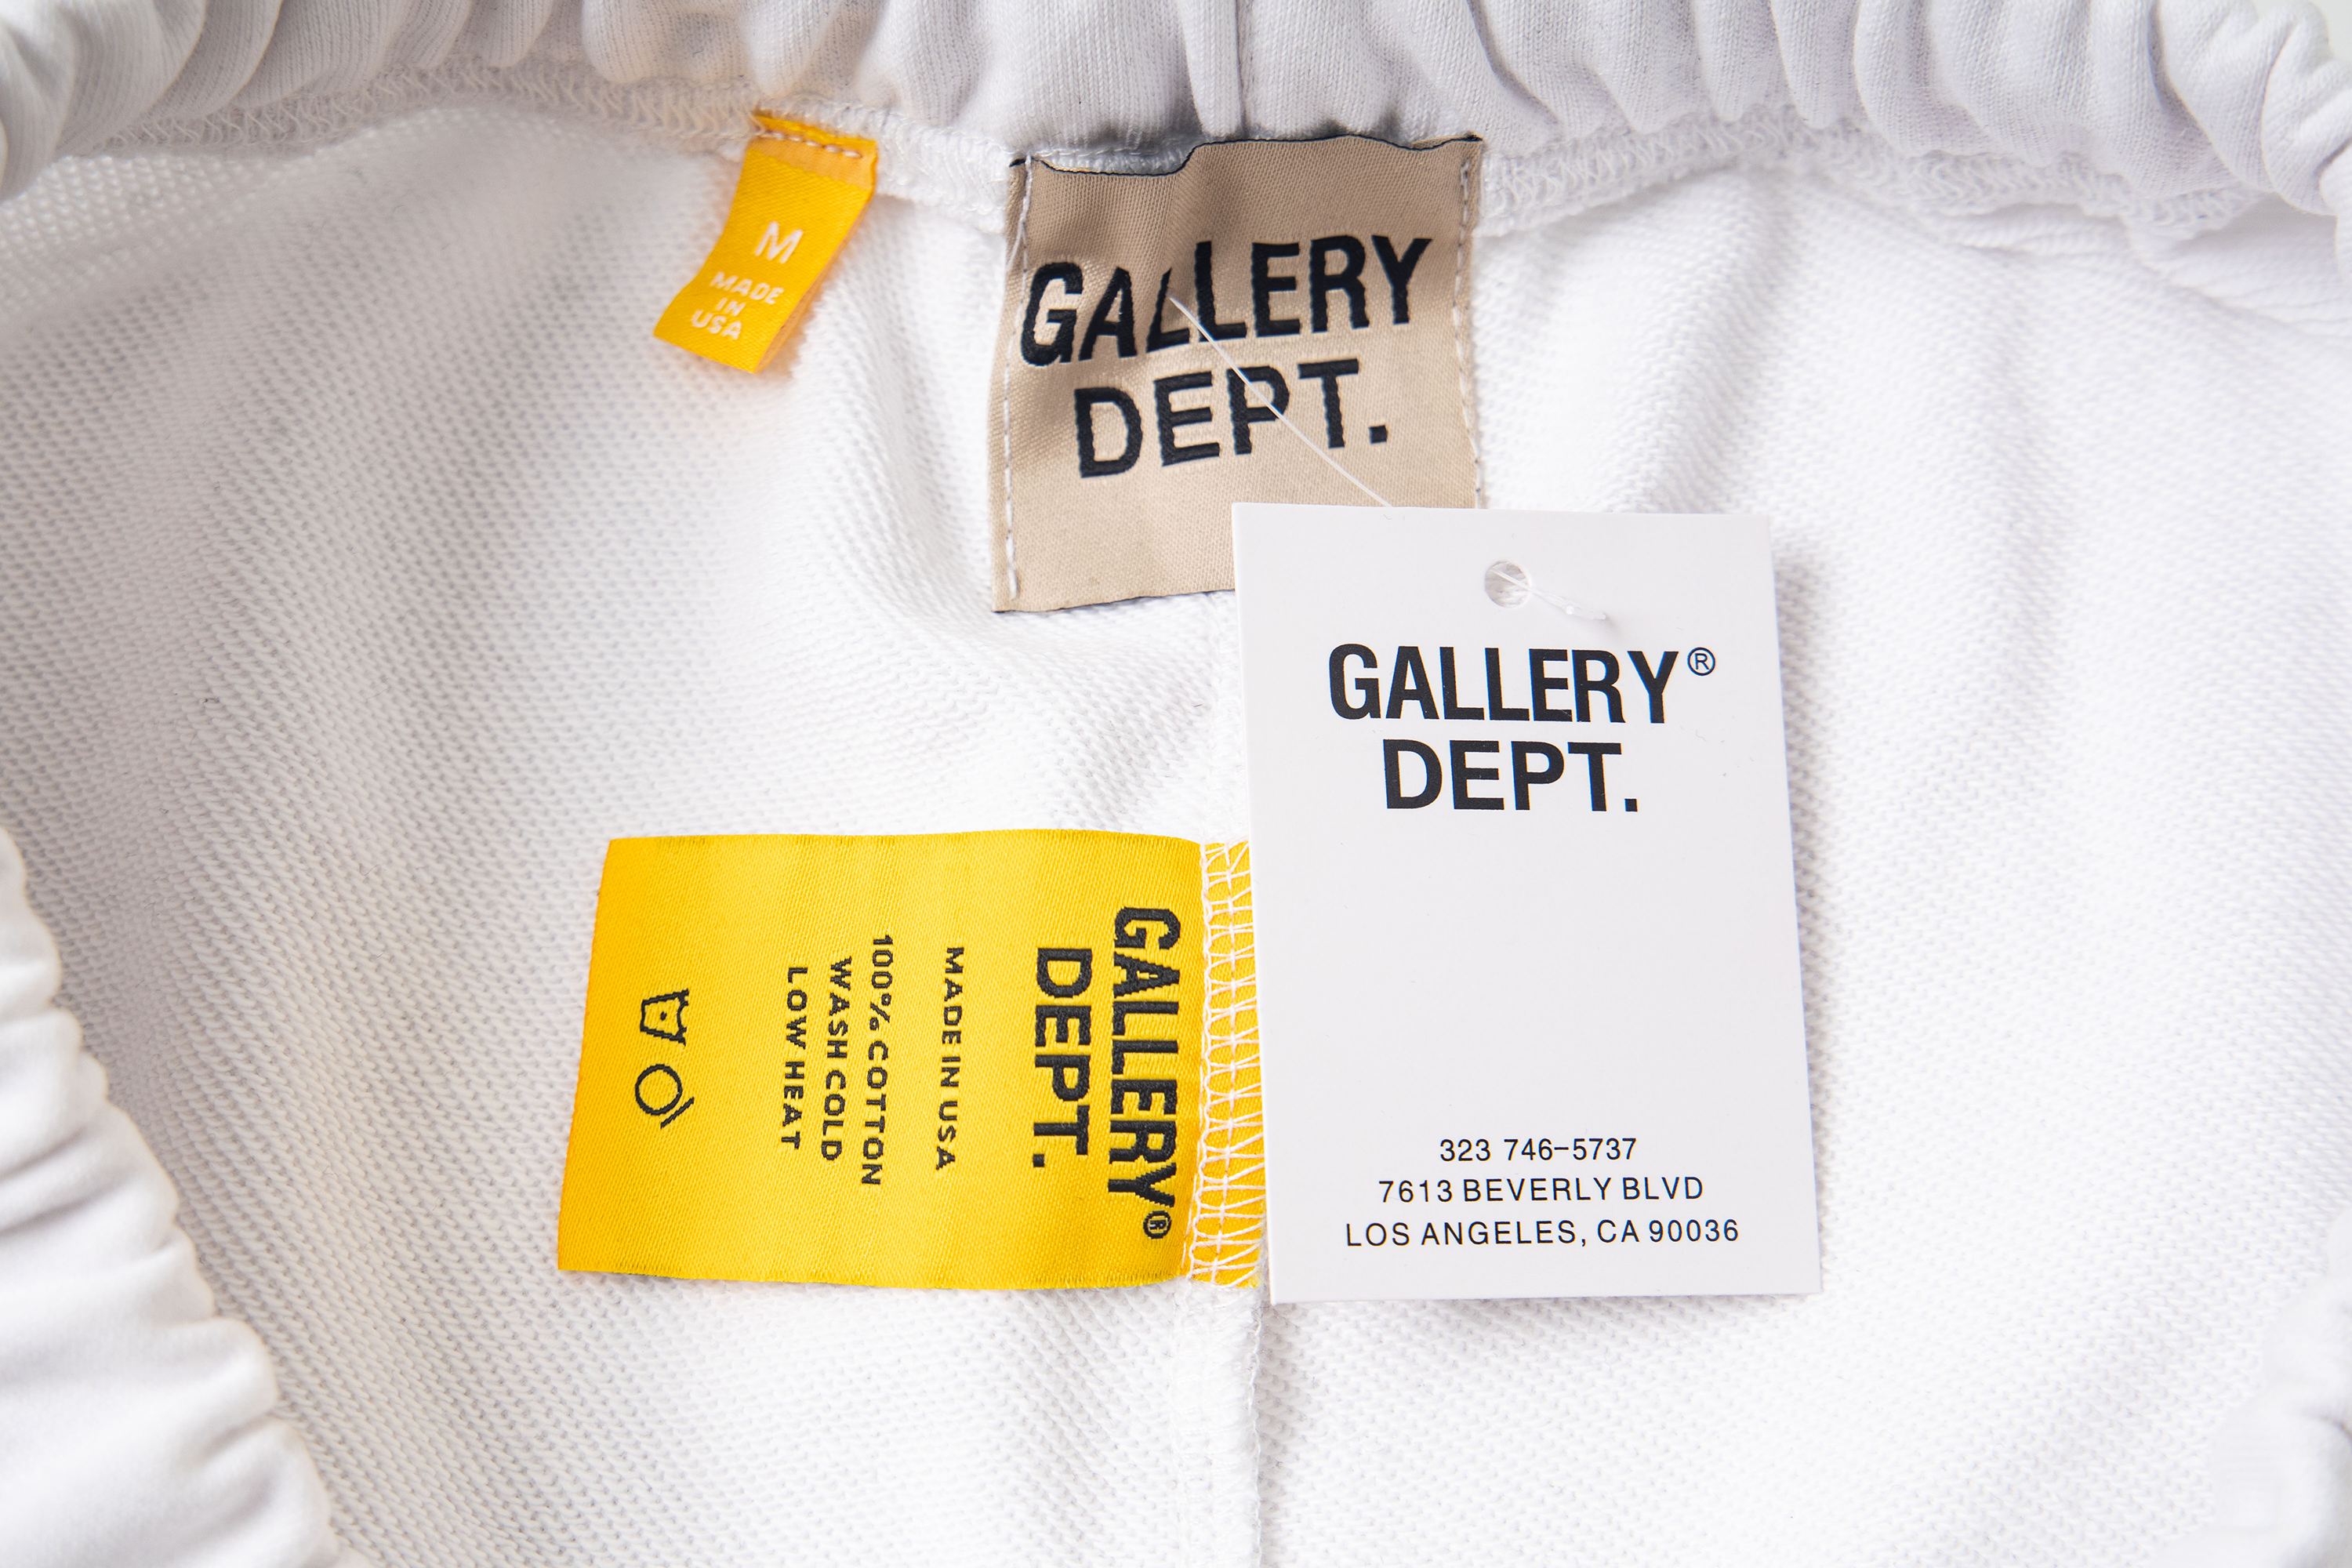 M
MADE
IN
USA
GALLERY
DEPT.
GALLERY®
DEPT.
323 746-5737
7613 BEVERLY BLVD
LOS ANGELES, CA 90036
GALLERY®
DEPT.
MADE IN USA
100% COTTON
WASH COLD
LOW HEAT